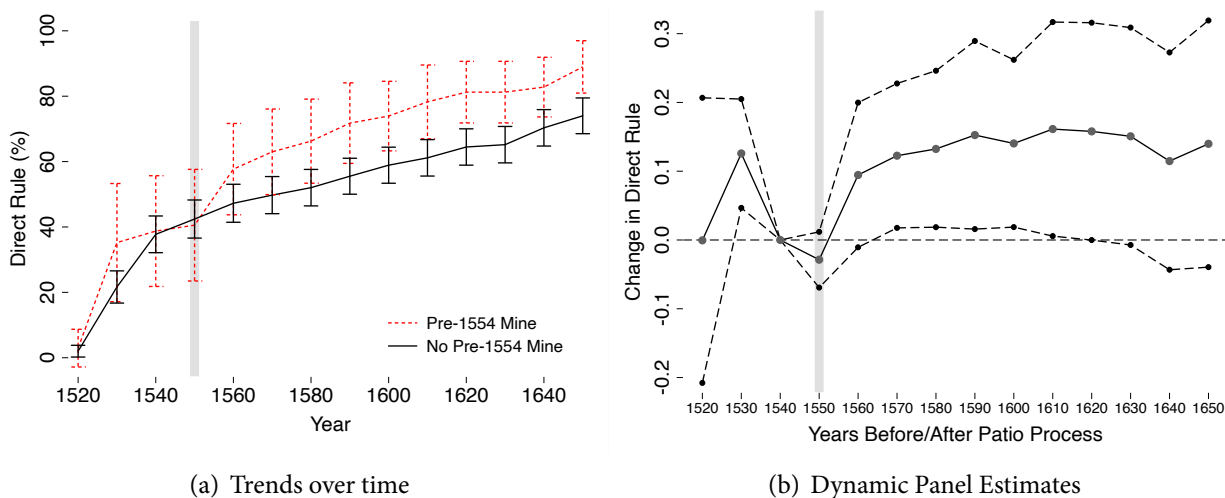 100
80
60
40
20
0
Direct Rule (%)
Pre-1554 Mine
No Pre-1554 Mine
1520 1540 1560 1580 1600 1620 1640
Year
(a) Trends over time
0.3
0.2
0.1
0.0
-0.1
-0.2
Change in Direct Rule
1520 1530 1540 1550 1560 1570 1580 1590 1600 1610 1620 1630 1640 1650
Years Before/After Patio Process
(b) Dynamic Panel Estimates